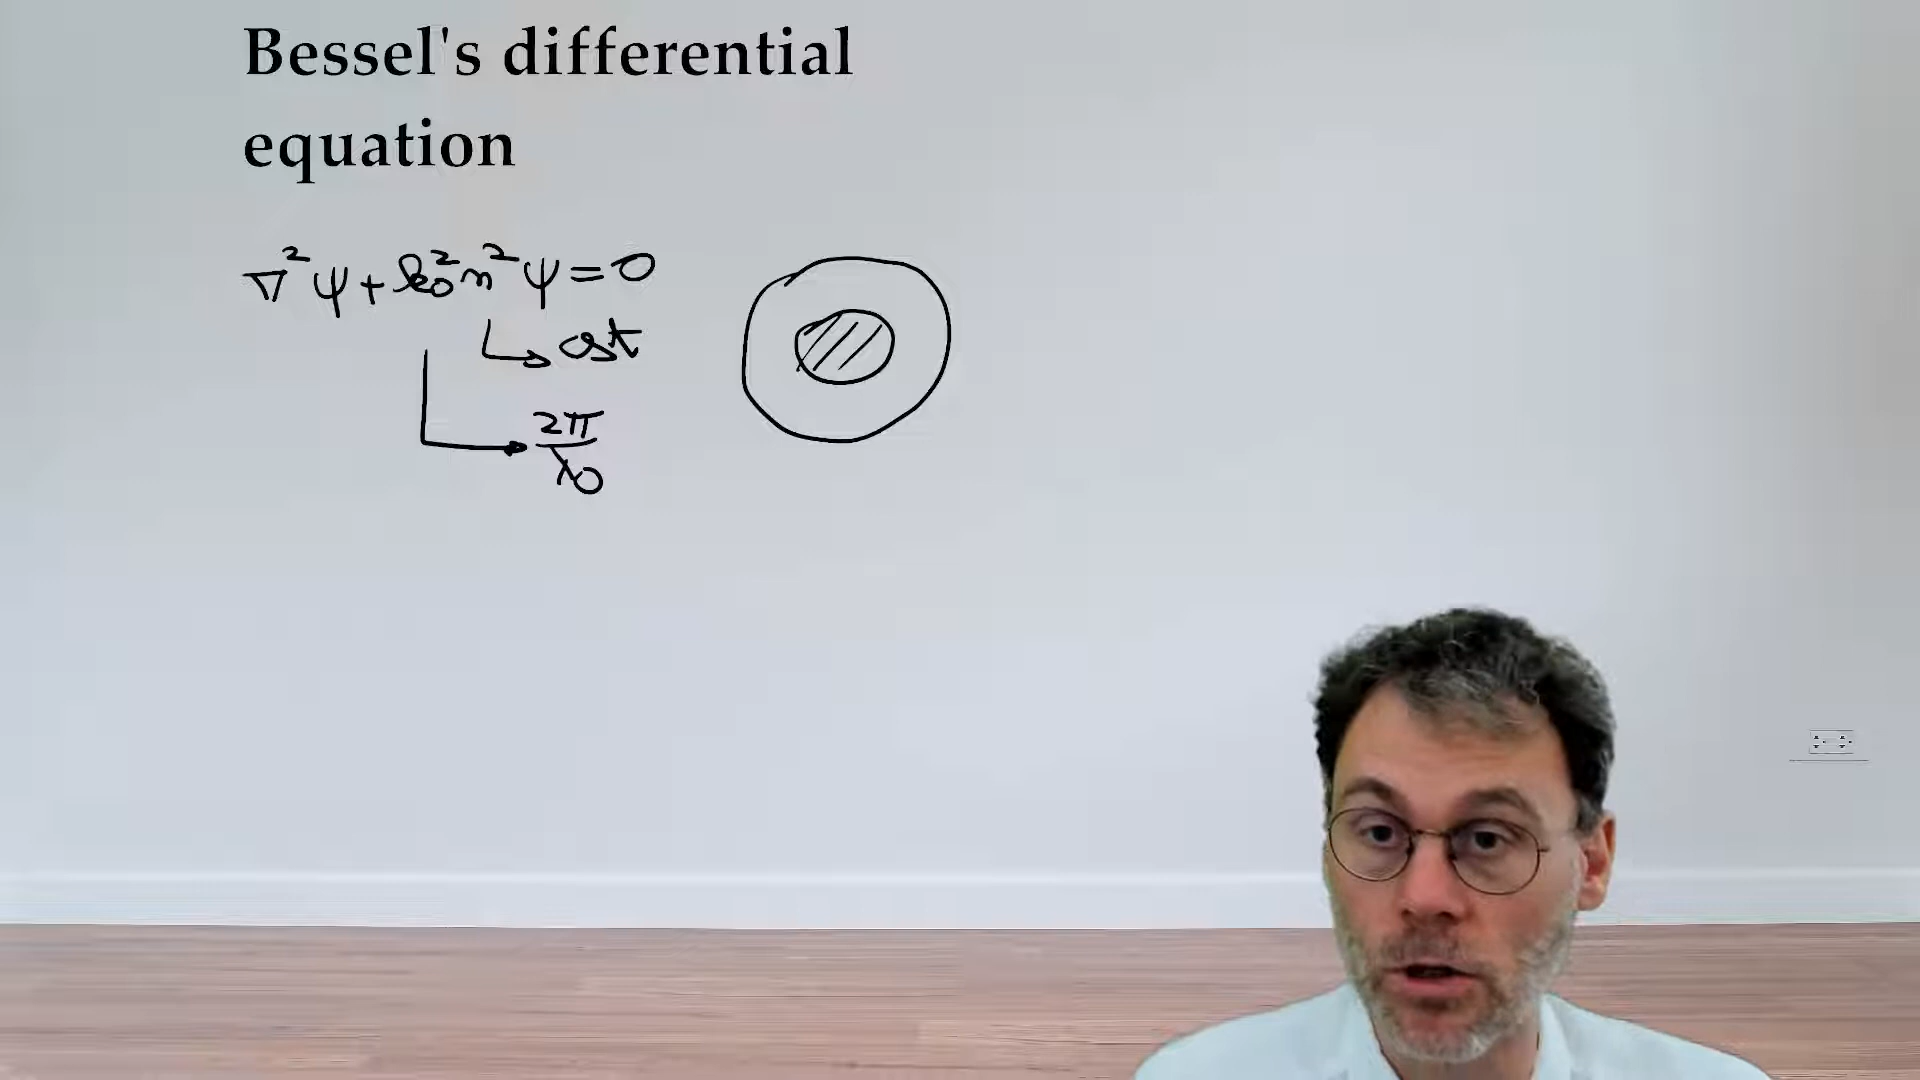 Bessel's differential
equation
∇²ψ + k₀²n²ψ = 0
↳ cst
↳ 2π/λ₀